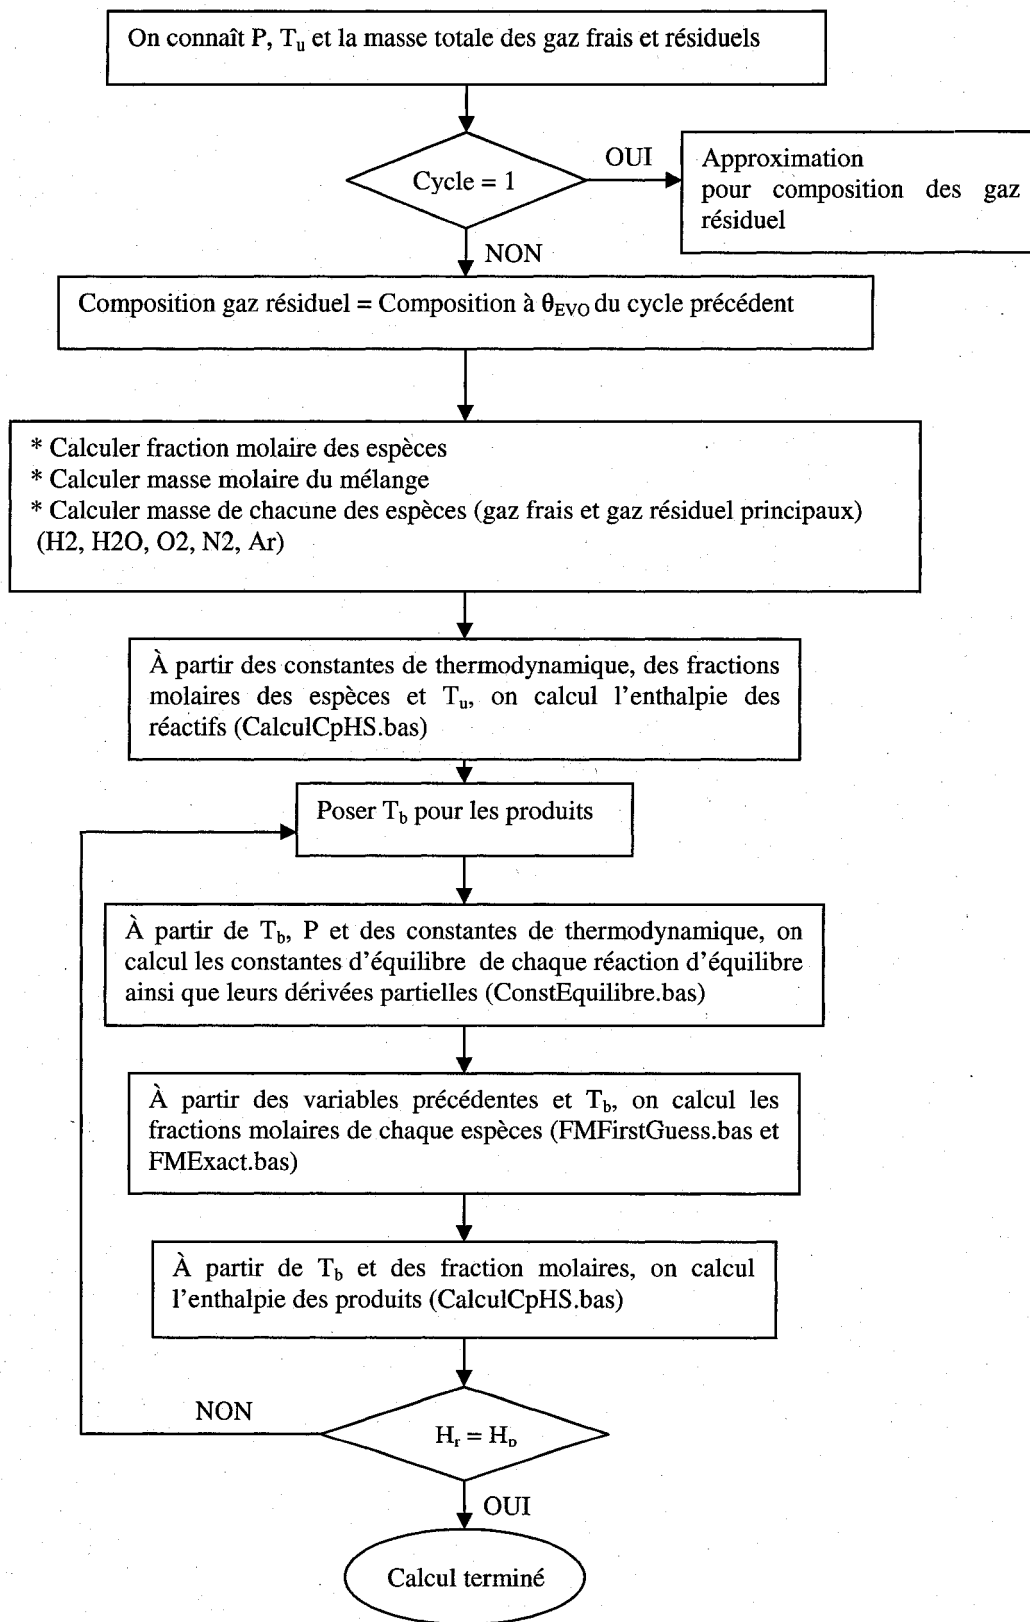 On connaît P, Tu et la masse totale des gaz frais et résiduels
Cycle = 1
OUI
Approximation
pour composition des gaz
résiduel
NON
Composition gaz résiduel = Composition à θEVO du cycle précédent
* Calculer fraction molaire des espèces
* Calculer masse molaire du mélange
* Calculer masse de chacune des espèces (gaz frais et gaz résiduel principaux)
(H2, H2O, O2, N2, Ar)
À partir des constantes de thermodynamique, des fractions
molaires des espèces et Tu, on calcul l'enthalpie des
réactifs (CalculCpHS.bas)
Poser Tb pour les produits
À partir de Tb, P et des constantes de thermodynamique, on
calcul les constantes d'équilibre de chaque réaction d'équilibre
ainsi que leurs dérivées partielles (ConstEquilibre.bas)
À partir des variables précédentes et Tb, on calcul les
fractions molaires de chaque espèces (FMFirstGuess.bas et
FMExact.bas)
À partir de Tb et des fraction molaires, on calcul
l'enthalpie des produits (CalculCpHS.bas)
NON
Hr = Hp
OUI
Calcul terminé